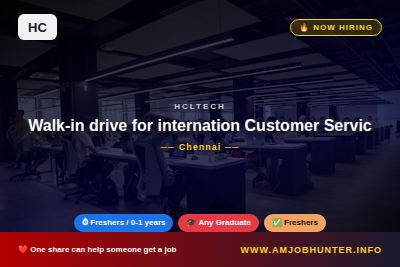 HC
🔥 NOW HIRING
HCLTECH
Walk-in drive for internation Customer Servic
Chennai
⏱ Freshers / 0-1 years
🎓 Any Graduate
✅ Freshers
❤️ One share can help someone get a job
WWW.AMJOBHUNTER.INFO